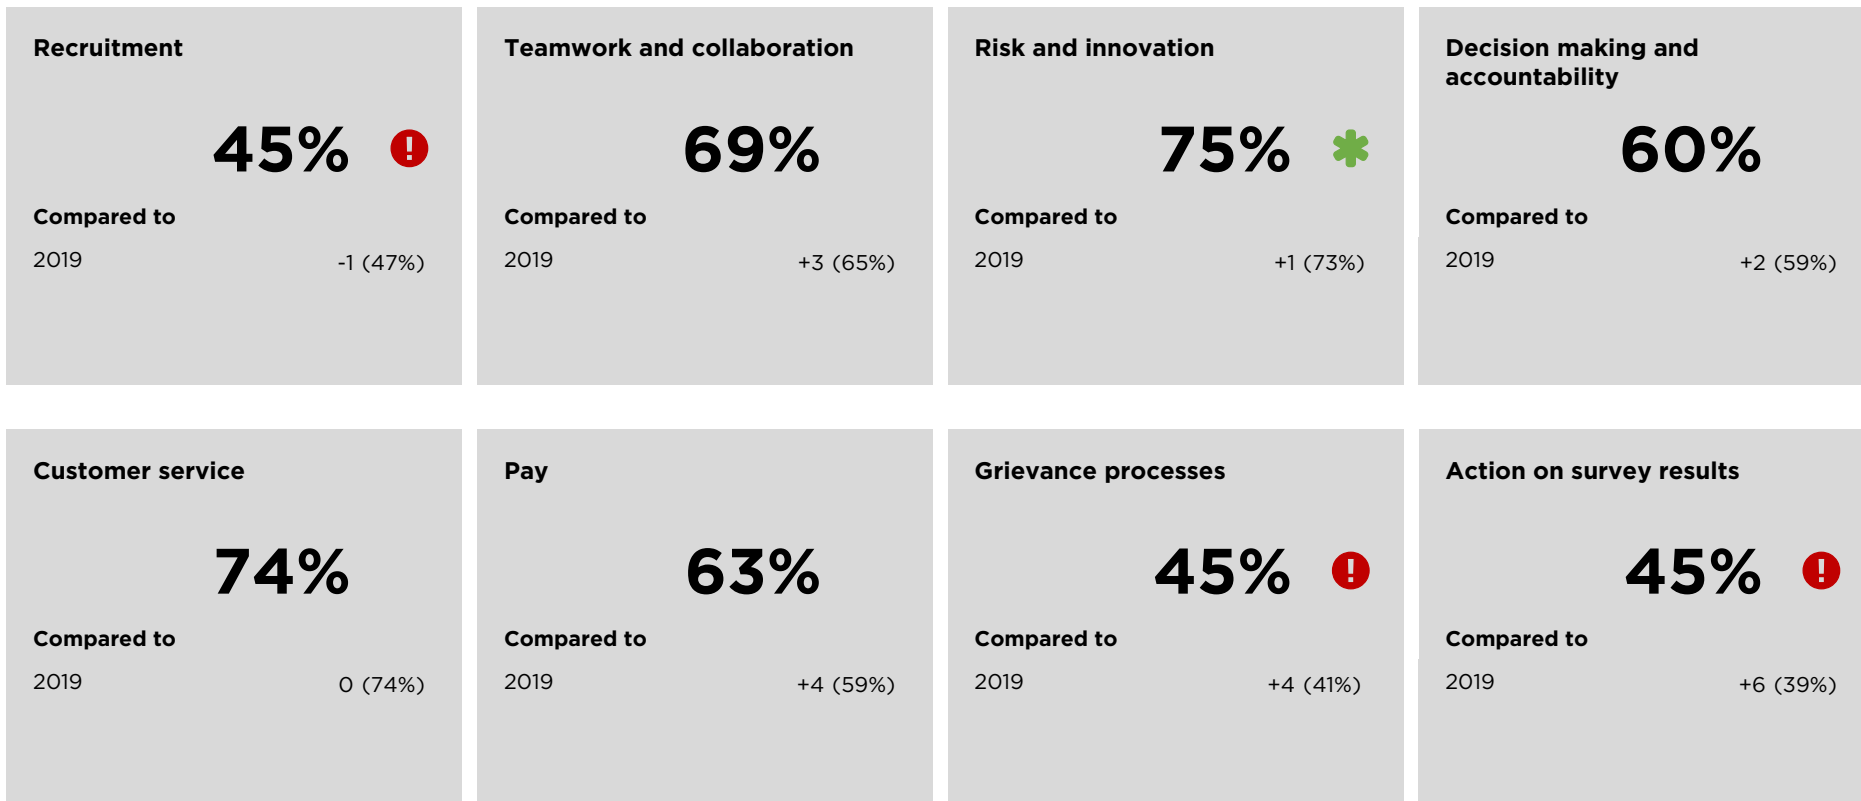 Recruitment
45%
Compared to
2019 -1 (47%)
Teamwork and collaboration
69%
Compared to
2019 +3 (65%)
Risk and innovation
75%
Compared to
2019 +1 (73%)
Decision making and
accountability
60%
Compared to
2019 +2 (59%)
Customer service
74%
Compared to
2019 0 (74%)
Pay
63%
Compared to
2019 +4 (59%)
Grievance processes
45%
Compared to
2019 +4 (41%)
Action on survey results
45%
Compared to
2019 +6 (39%)